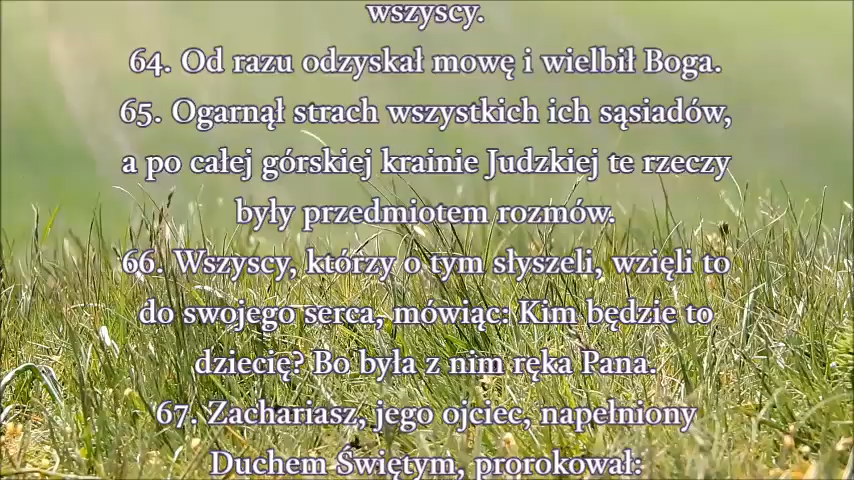 wszyscy.
64. Od razu odzyskał mowę i wielbił Boga.
65. Ogarnął strach wszystkich ich sąsiadów,
a po całej górskiej krainie Judzkiej te rzeczy
były przedmiotem rozmów.
66. Wszyscy, którzy o tym słyszeli, wzięli to
do swojego serca, mówiąc: Kim będzie to
dziecię? Bo była z nim ręka Pana.
67. Zachariasz, jego ojciec, napełniony
Duchem Świętym, prorokował: